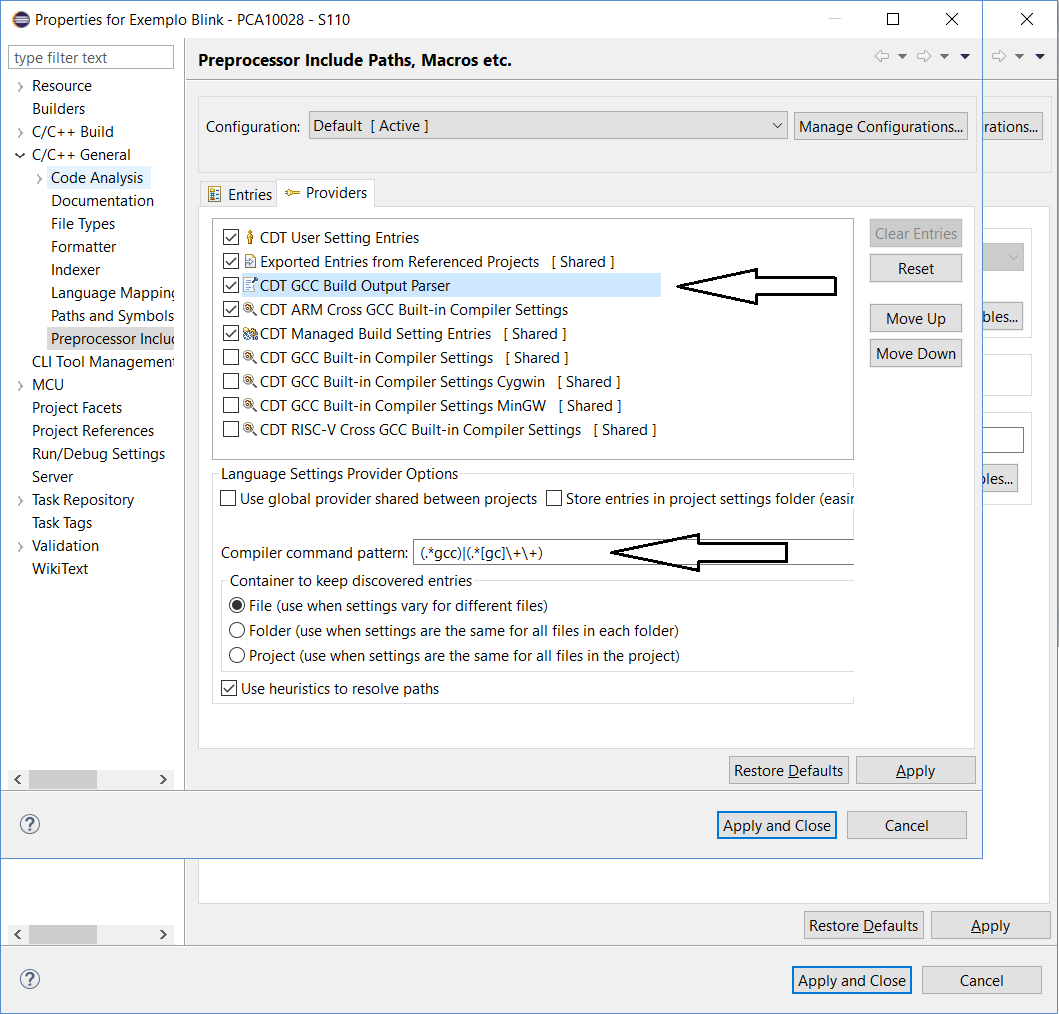 Properties for Exemplo Blink - PCA10028 - S110
type filter text
Resource
Builders
C/C++ Build
C/C++ General
Code Analysis
Documentation
File Types
Formatter
Indexer
Language Mapping
Paths and Symbols
Preprocessor Inclu
CLI Tool Management
MCU
Project Facets
Project References
Run/Debug Settings
Server
Task Repository
Task Tags
Validation
WikiText
Preprocessor Include Paths, Macros etc.
Configuration: Default [ Active ] Manage Configurations...
Entries Providers
CDT User Setting Entries
Exported Entries from Referenced Projects [ Shared ]
CDT GCC Build Output Parser
CDT ARM Cross GCC Built-in Compiler Settings
CDT Managed Build Setting Entries [ Shared ]
CDT GCC Built-in Compiler Settings [ Shared ]
CDT GCC Built-in Compiler Settings Cygwin [ Shared ]
CDT GCC Built-in Compiler Settings MinGW [ Shared ]
CDT RISC-V Cross GCC Built-in Compiler Settings [ Shared ]
Clear Entries
Reset
Move Up
Move Down
Language Settings Provider Options
Use global provider shared between projects Store entries in project settings folder (easin
Compiler command pattern: (.*gcc)|(.*[gc]\+\+)
Container to keep discovered entries
File (use when settings vary for different files)
Folder (use when settings are the same for all files in each folder)
Project (use when settings are the same for all files in the project)
Use heuristics to resolve paths
Restore Defaults Apply
? Apply and Close Cancel
rations...
bles...
bles...
Restore Defaults Apply
? Apply and Close Cancel